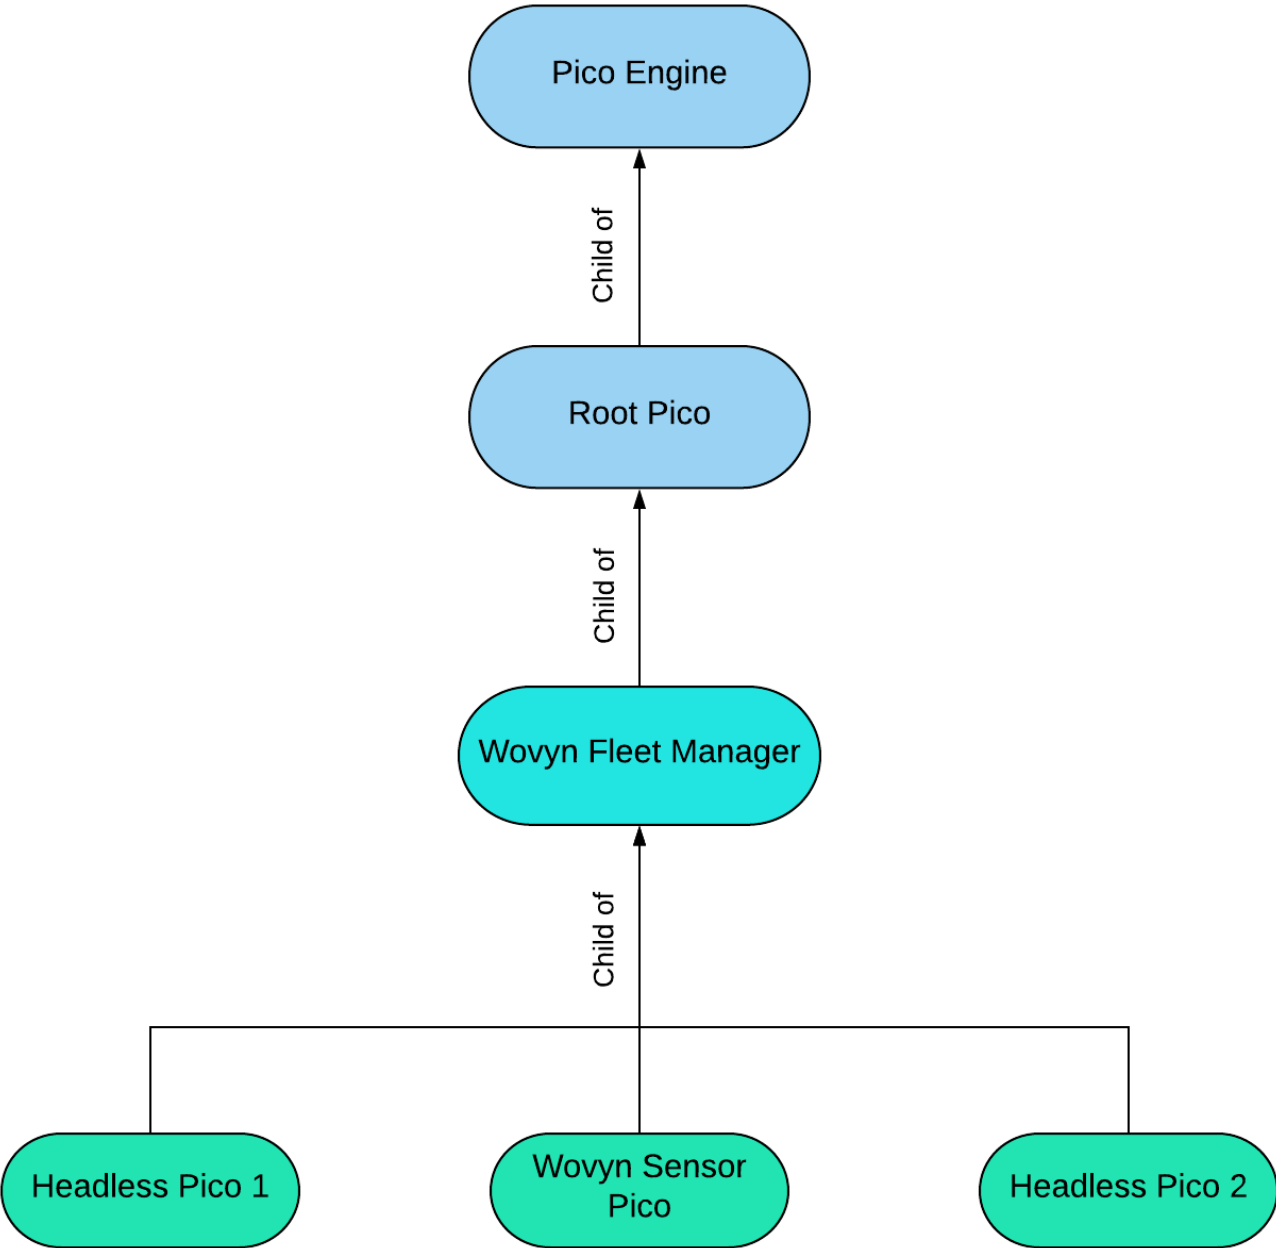 Pico Engine
Child of
Root Pico
Child of
Wovyn Fleet Manager
Child of
Headless Pico 1
Wovyn Sensor
Pico
Headless Pico 2